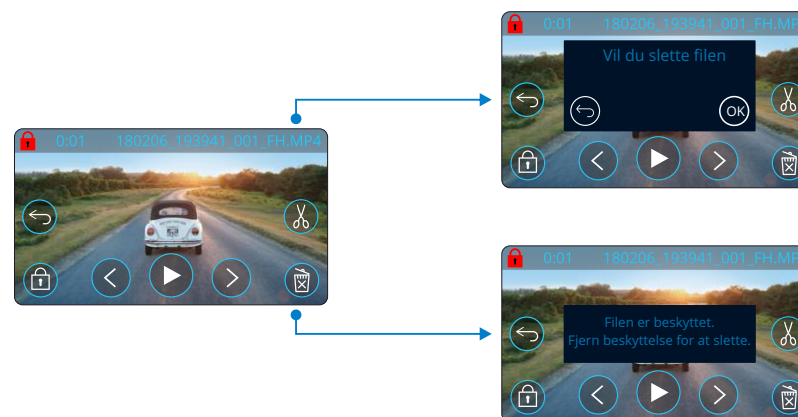 0:01 180206_193941_001_FH.MP4
Vil du slette filen
OK
0:01 180206_193941_001_FH.MP4
0:01 180206_193941_001_FH.MP
Filen er beskyttet.
Fjern beskyttelse for at slette.